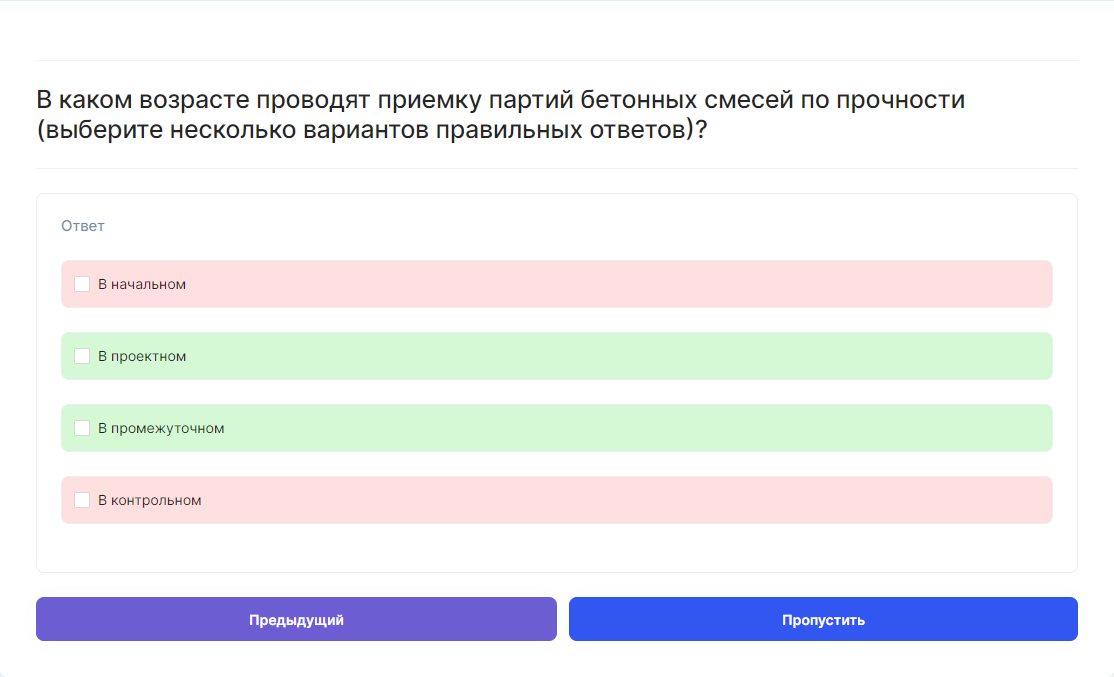 В каком возрасте проводят приемку партий бетонных смесей по прочности
(выберите несколько вариантов правильных ответов)?
Ответ
В начальном
В проектном
В промежуточном
В контрольном
Предыдущий
Пропустить